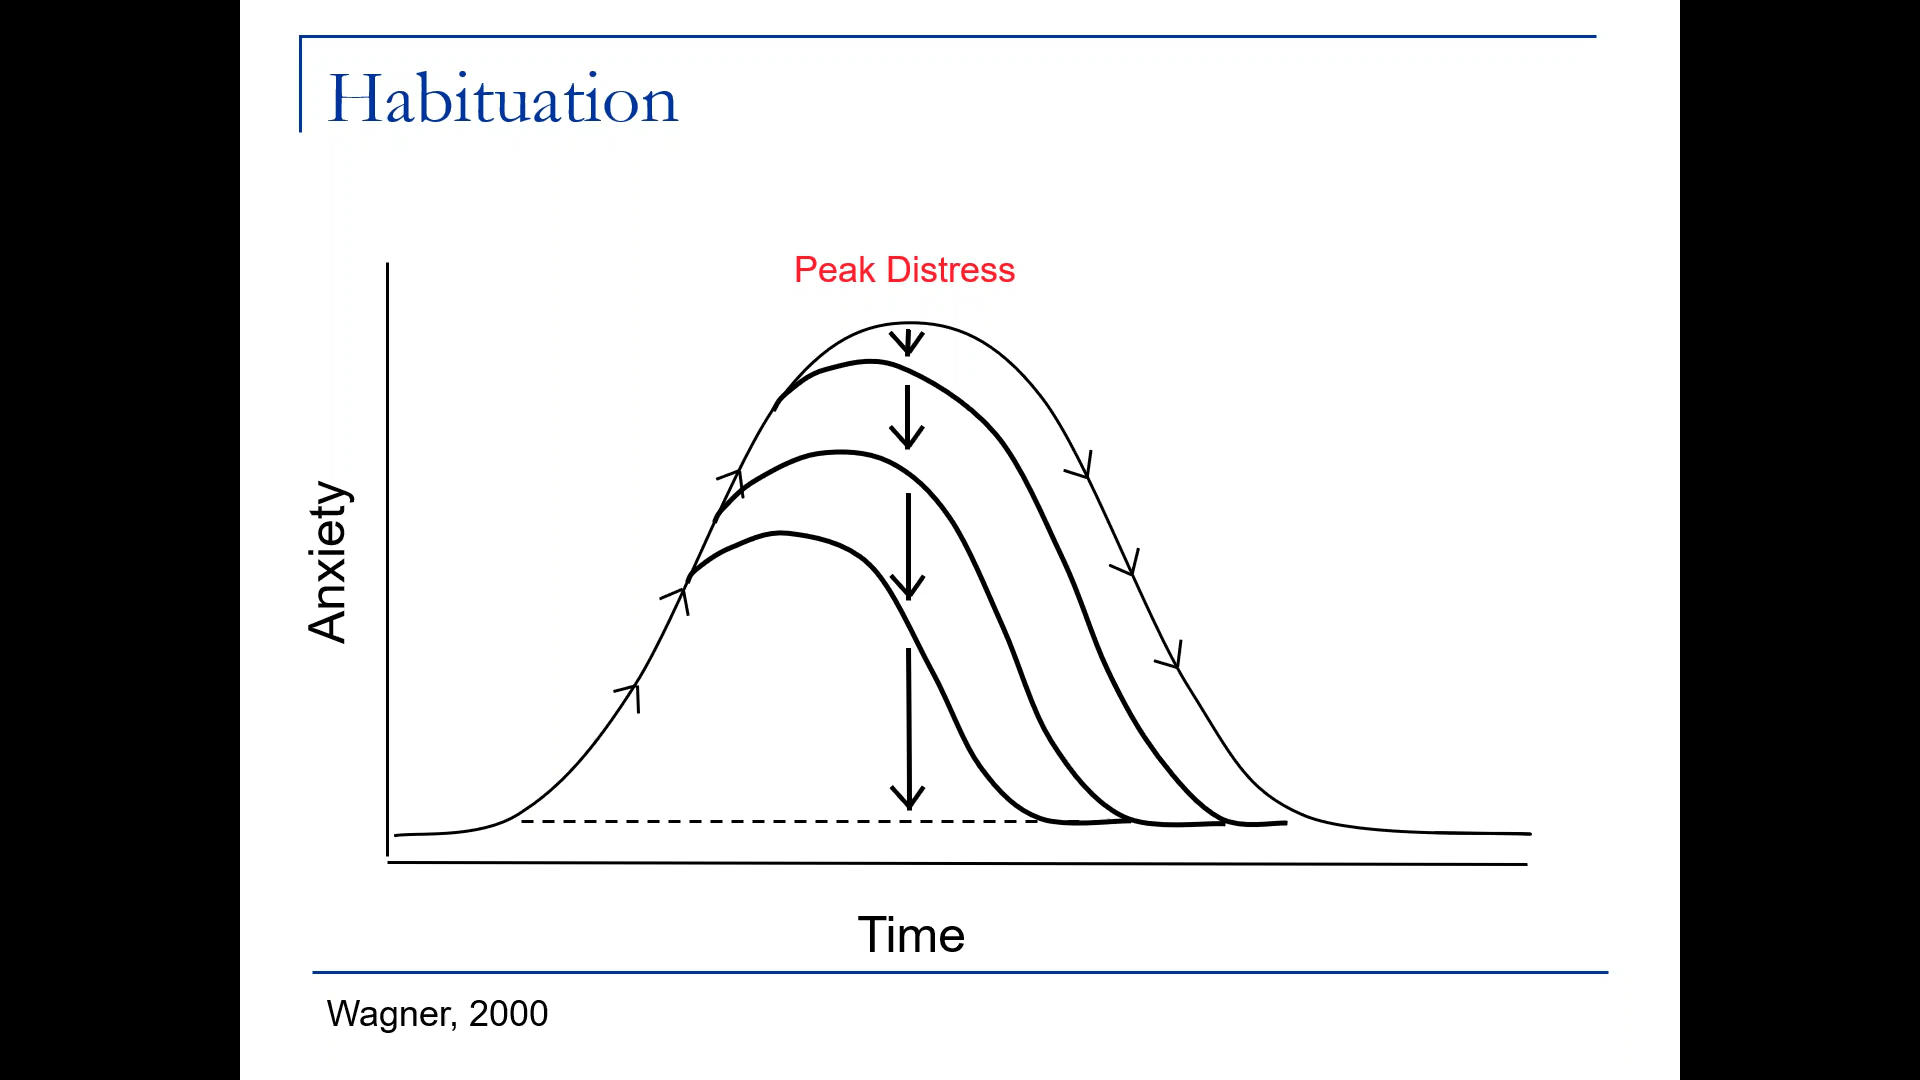 Habituation
Peak Distress
Anxiety
Time
Wagner, 2000